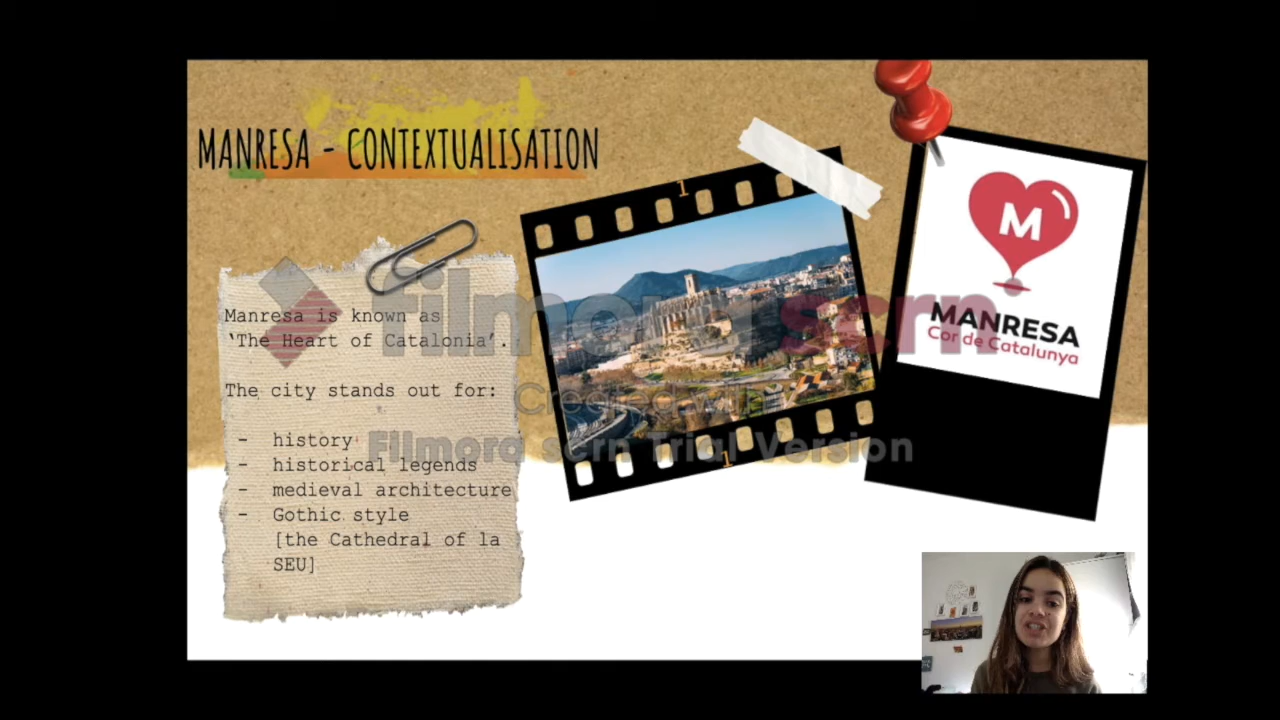 MANRESA - CONTEXTUALISATION
Manresa is known as
‘The Heart of Catalonia’.
The city stands out for:
- history
- historical legends
- medieval architecture
- Gothic style
[the Cathedral of la
SEU]
1
1
M
MANRESA
Cor de Catalunya
filmora scrn
Created with
Filmora scrn Trial Version